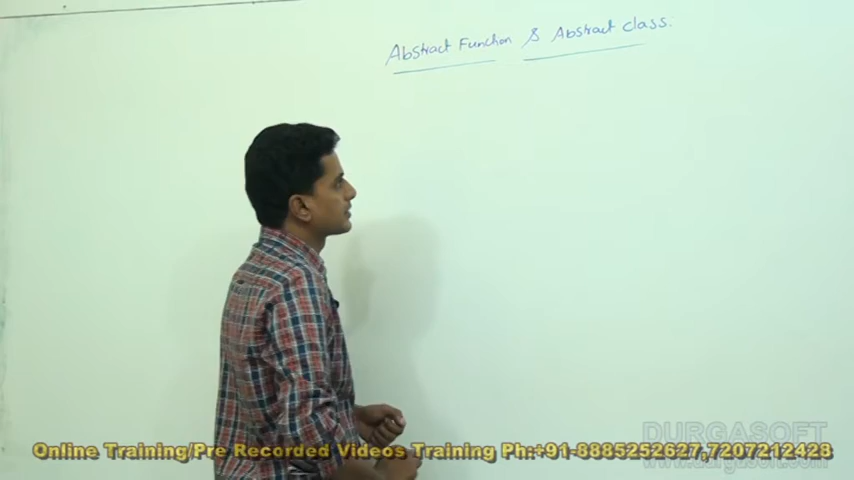 Abstract Function & Abstract class:
DURGASOFT
Online Training/Pre Recorded Videos Training Ph:+91-8885252627,7207212428